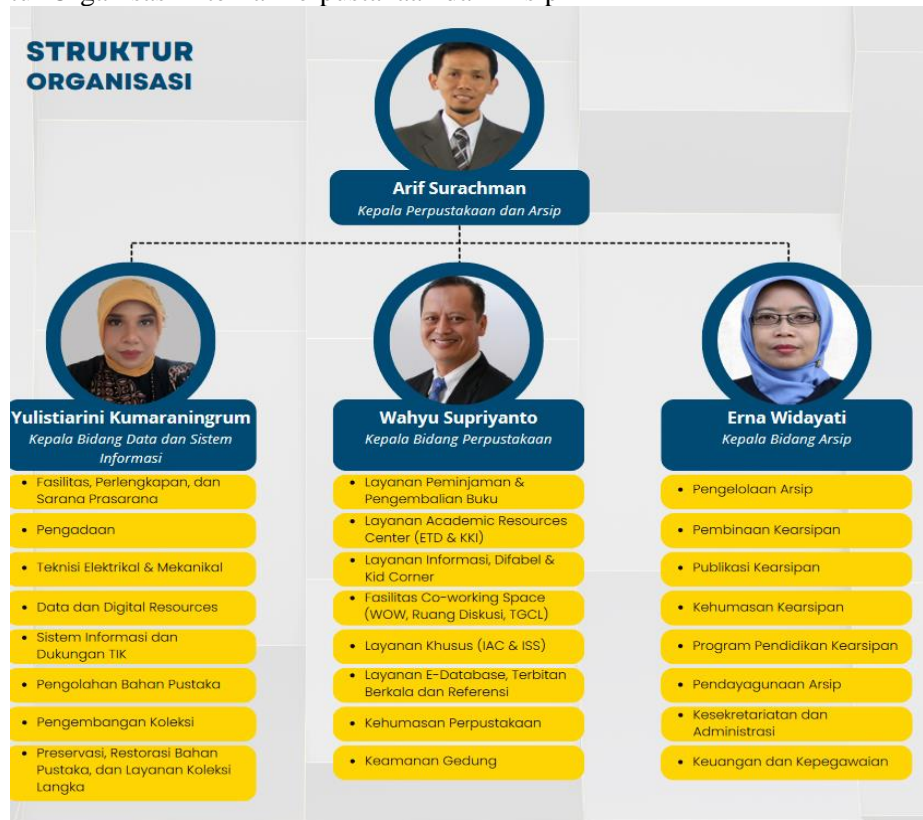 STRUKTUR
ORGANISASI
Arif Surachman
Kepala Perpustakaan dan Arsip
Yulistiarini Kumaraningrum
Kepala Bidang Data dan Sistem
Informasi
• Fasilitas, Perlengkapan, dan
Sarana Prasarana
• Pengadaan
• Teknisi Elektrikal & Mekanikal
• Data dan Digital Resources
• Sistem Informasi dan
Dukungan TIK
• Pengolahan Bahan Pustaka
• Pengembangan Koleksi
• Preservasi, Restorasi Bahan
Pustaka, dan Layanan Koleksi
Langka
Wahyu Supriyanto
Kepala Bidang Perpustakaan
• Layanan Peminjaman &
Pengembalian Buku
• Layanan Academic Resources
Center (ETD & KKI)
• Layanan Informasi, Difabel &
Kid Corner
• Fasilitas Co-working Space
(WOW, Ruang Diskusi, TGCL)
• Layanan Khusus (IAC & ISS)
• Layanan E-Database, Terbitan
Berkala dan Referensi
• Kehumasan Perpustakaan
• Keamanan Gedung
Erna Widayati
Kepala Bidang Arsip
• Pengelolaan Arsip
• Pembinaan Kearsipan
• Publikasi Kearsipan
• Kehumasan Kearsipan
• Program Pendidikan Kearsipan
• Pendayagunaan Arsip
• Kesekretariatan dan
Administrasi
• Keuangan dan Kepegawaian